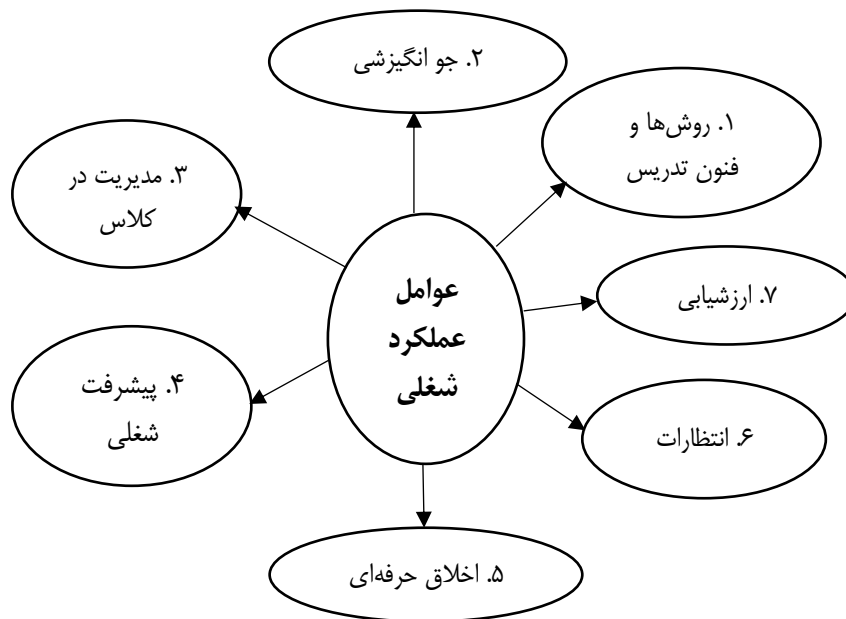 ۲. جو انگیزشی
۱. روش‌ها و
فنون تدریس
۳. مدیریت در
کلاس
عوامل
عملکرد
شغلی
۷. ارزشیابی
۴. پیشرفت
شغلی
۶. انتظارات
۵. اخلاق حرفه‌ای